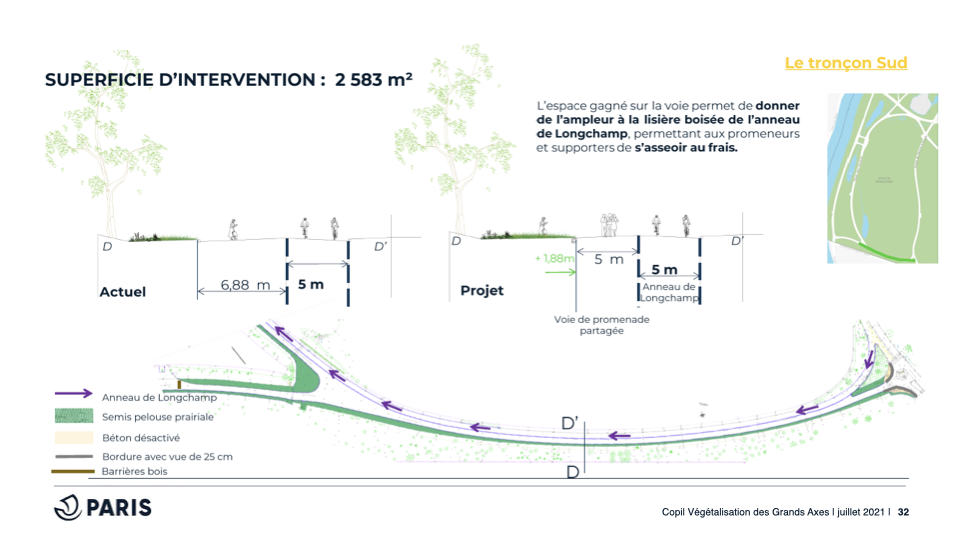 Le tronçon Sud
SUPERFICIE D’INTERVENTION : 2 583 m²
L’espace gagné sur la voie permet de donner
de l’ampleur à la lisière boisée de l’anneau
de Longchamp, permettant aux promeneurs
et supporters de s’asseoir au frais.
D
D’
6,88 m
5 m
Actuel
D
D’
+ 1,88m
5 m
5 m
Anneau de
Longchamp
Projet
Voie de promenade
partagée
Anneau de Longchamp
Semis pelouse prairiale
Béton désactivé
Bordure avec vue de 25 cm
Barrières bois
D’
D
PARIS
Copil Végétalisation des Grands Axes I juillet 2021 I 32